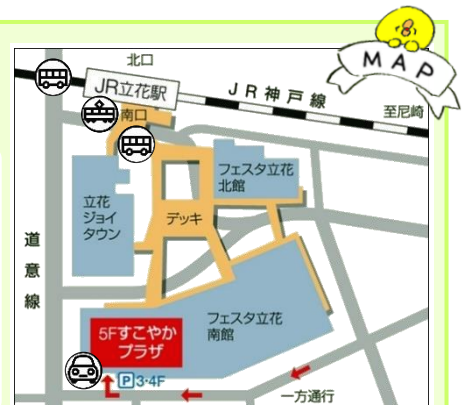 MAP
北口
JR立花駅
JR神戸線
南口
至尼崎
フェスタ立花
北館
立花
ジョイ
タウン
デッキ
道意線
フェスタ立花
南館
5Fすこやか
プラザ
P3・4F
一方通行